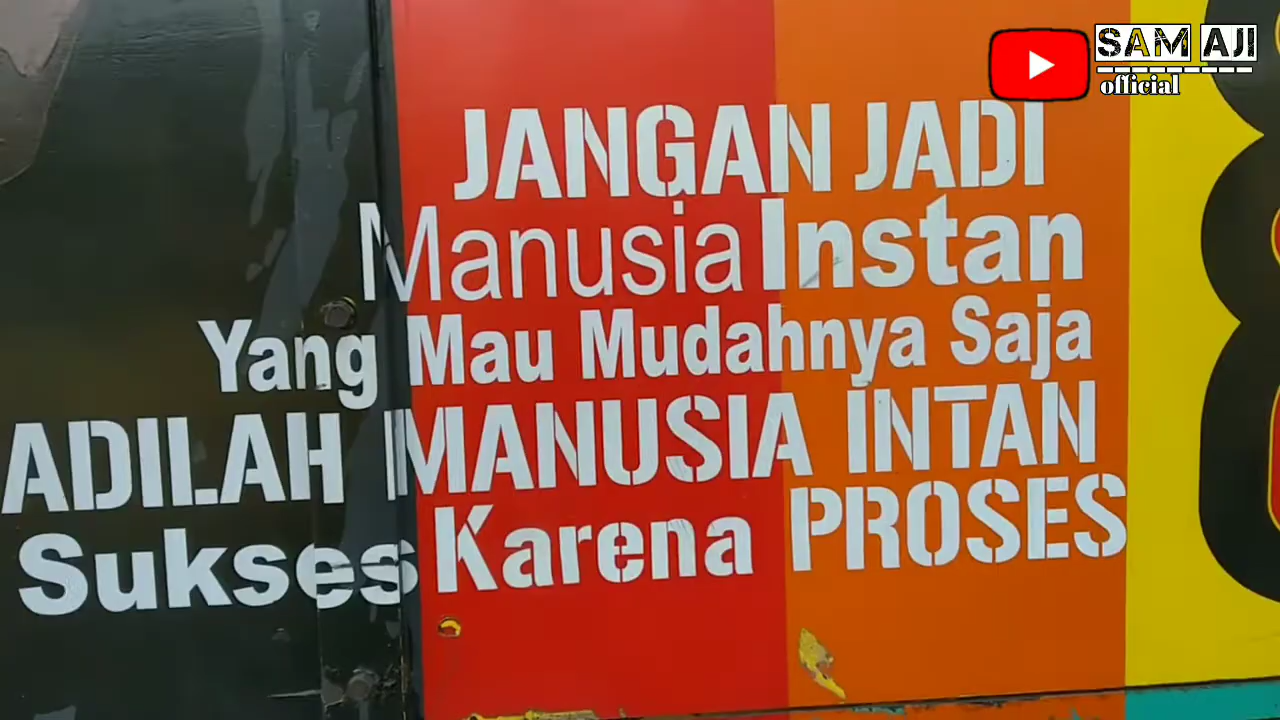 SAM AJI
official
JANGAN JADI
Manusia Instan
Yang Mau Mudahnya Saja
ADILAH MANUSIA INTAN
Sukses Karena PROSES